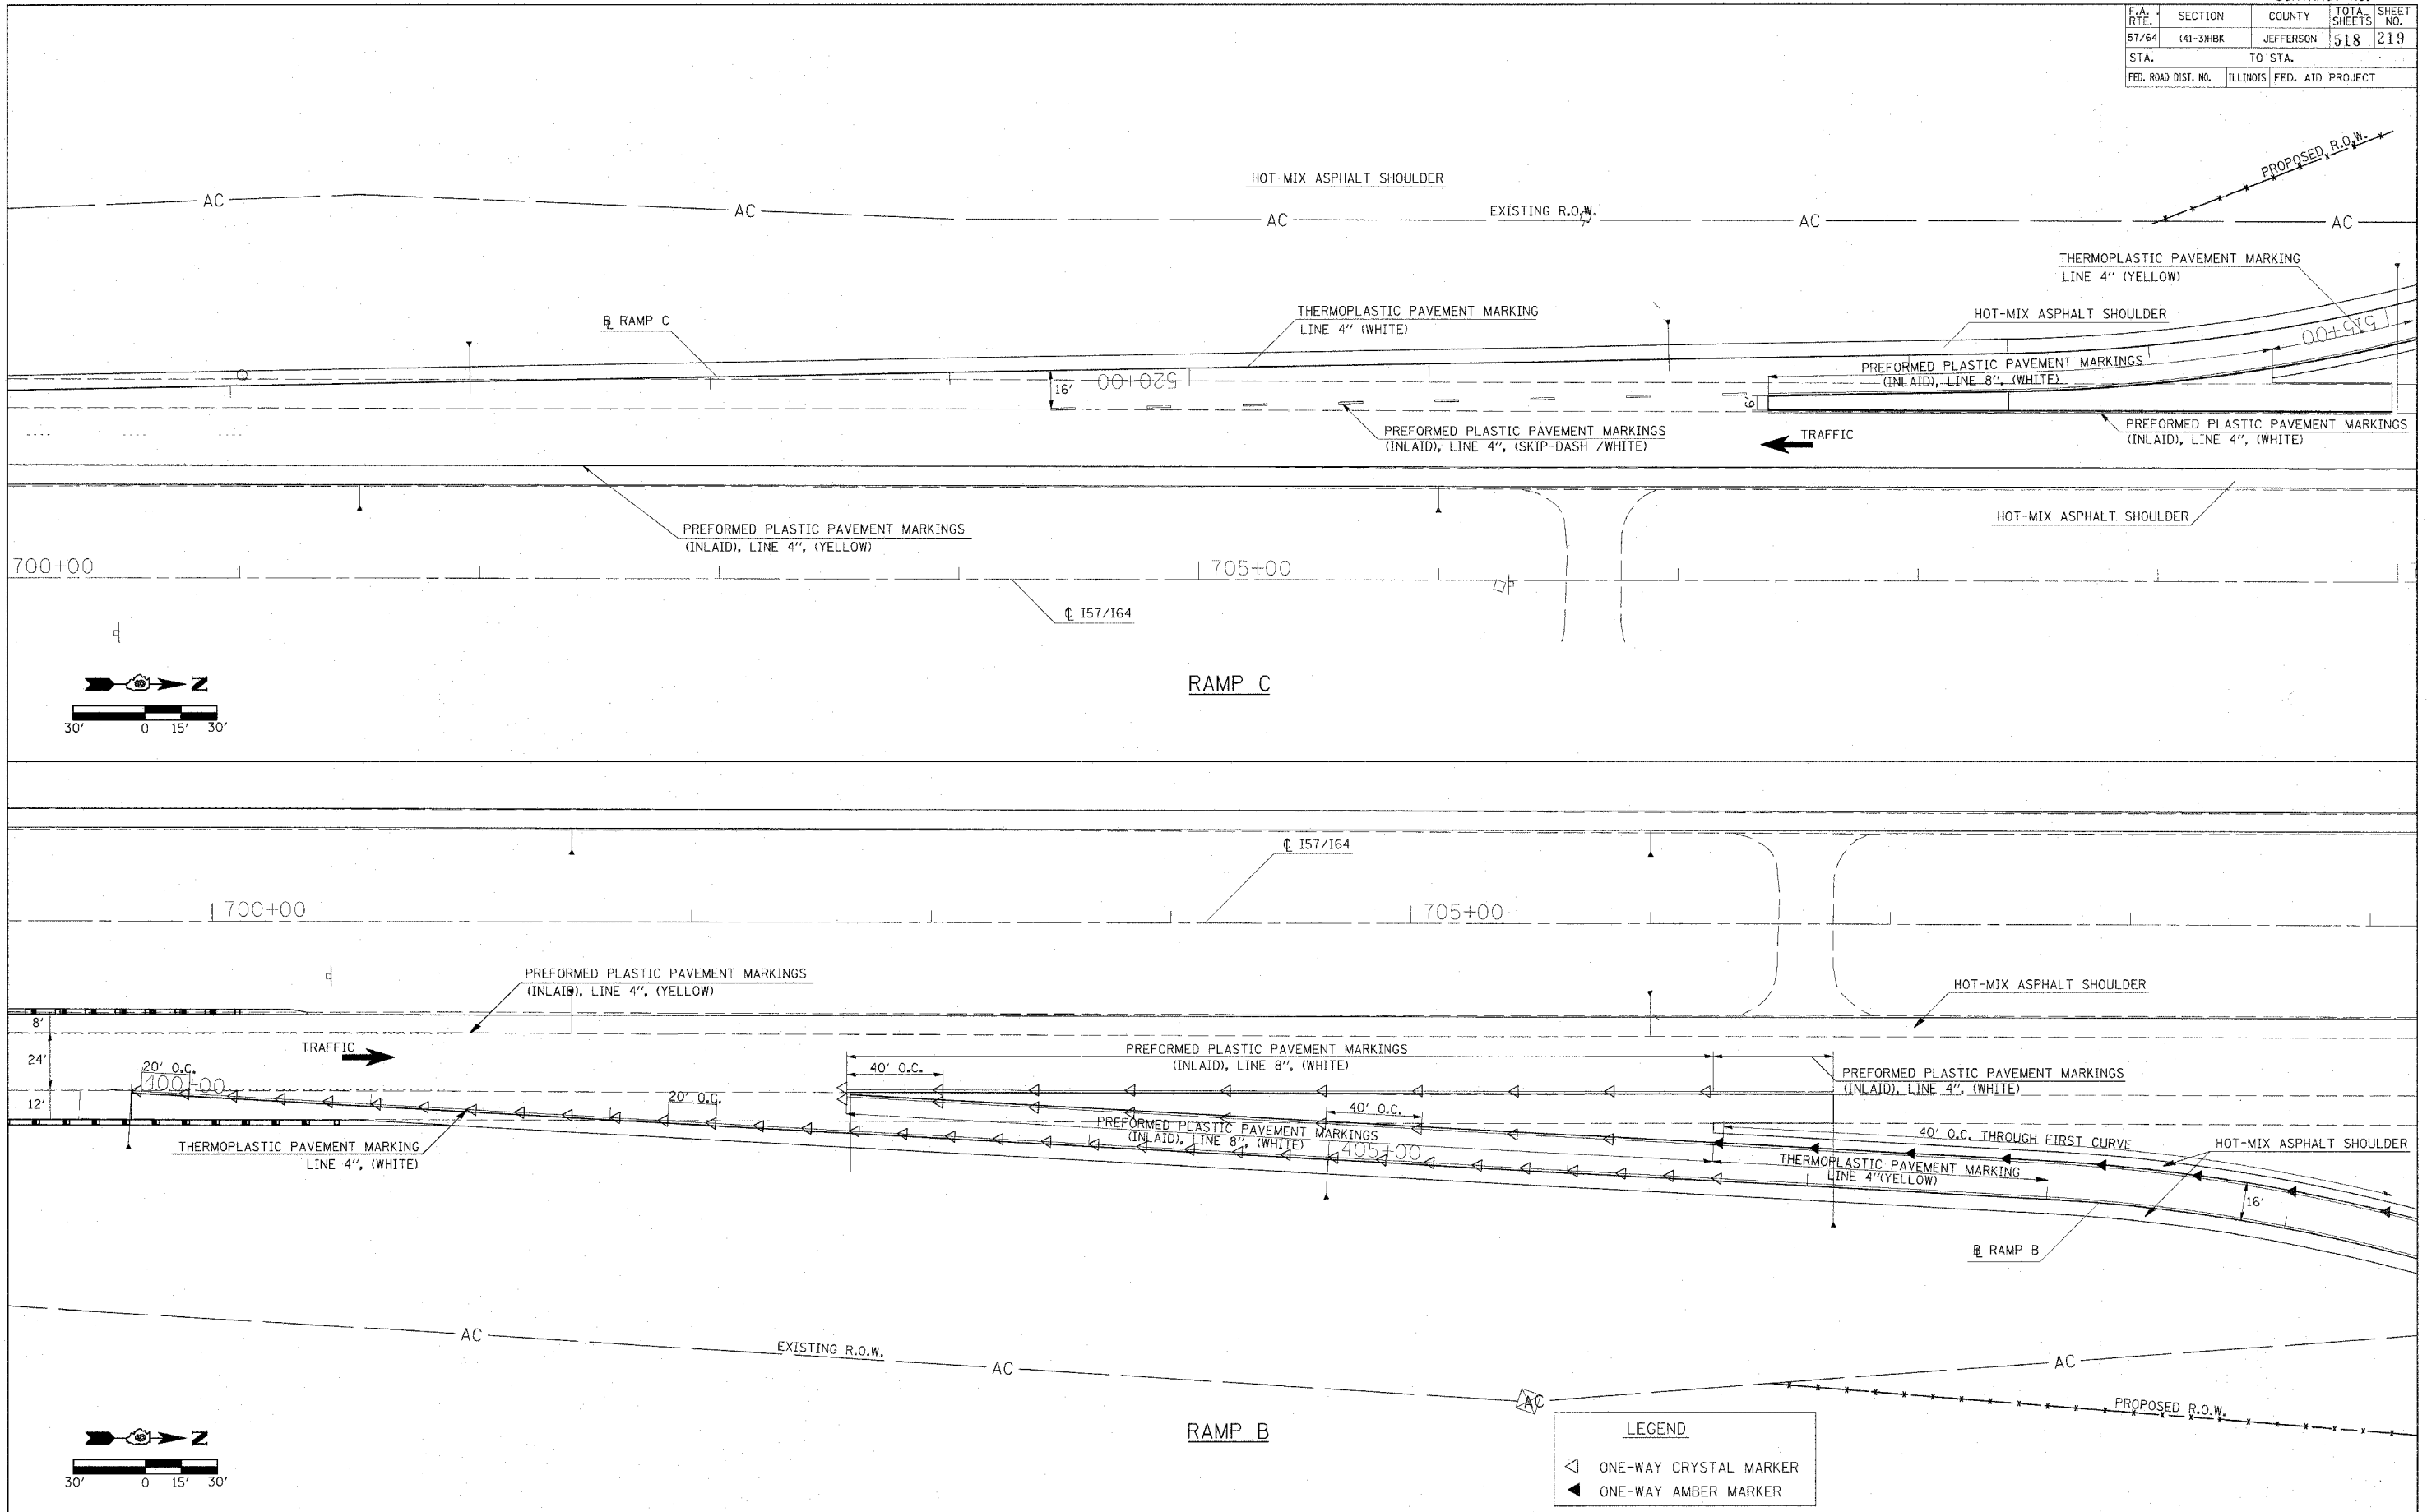 F.A. RTE. SECTION COUNTY TOTAL SHEETS SHEET NO.
57/64 (41-3)HBK JEFFERSON 518 219
STA. TO STA.
FED. ROAD DIST. NO. ILLINOIS FED. AID PROJECT
PROPOSED R.O.W.
HOT-MIX ASPHALT SHOULDER
AC AC AC EXISTING R.O.W. AC AC
THERMOPLASTIC PAVEMENT MARKING
LINE 4" (YELLOW)
℄ RAMP C
THERMOPLASTIC PAVEMENT MARKING
LINE 4" (WHITE)
HOT-MIX ASPHALT SHOULDER
515+00
PREFORMED PLASTIC PAVEMENT MARKINGS
(INLAID), LINE 8", (WHITE)
520+00
16'
6'
PREFORMED PLASTIC PAVEMENT MARKINGS
(INLAID), LINE 4", (SKIP-DASH /WHITE)
TRAFFIC
PREFORMED PLASTIC PAVEMENT MARKINGS
(INLAID), LINE 4", (WHITE)
PREFORMED PLASTIC PAVEMENT MARKINGS
(INLAID), LINE 4", (YELLOW)
HOT-MIX ASPHALT SHOULDER
700+00 705+00
℄ I57/I64
N
30' 0 15' 30'
RAMP C
℄ I57/I64
700+00 705+00
PREFORMED PLASTIC PAVEMENT MARKINGS
(INLAID), LINE 4", (YELLOW)
HOT-MIX ASPHALT SHOULDER
8'
24'
12'
TRAFFIC
20' O.C.
400+00
20' O.C.
40' O.C.
PREFORMED PLASTIC PAVEMENT MARKINGS
(INLAID), LINE 8", (WHITE)
PREFORMED PLASTIC PAVEMENT MARKINGS
(INLAID), LINE 4", (WHITE)
40' O.C.
PREFORMED PLASTIC PAVEMENT MARKINGS
(INLAID), LINE 8", (WHITE)
405+00
THERMOPLASTIC PAVEMENT MARKING
LINE 4", (WHITE)
40' O.C. THROUGH FIRST CURVE
HOT-MIX ASPHALT SHOULDER
THERMOPLASTIC PAVEMENT MARKING
LINE 4"(YELLOW)
16'
℄ RAMP B
AC EXISTING R.O.W. AC AC AC
PROPOSED R.O.W.
N
30' 0 15' 30'
RAMP B
LEGEND
ONE-WAY CRYSTAL MARKER
ONE-WAY AMBER MARKER